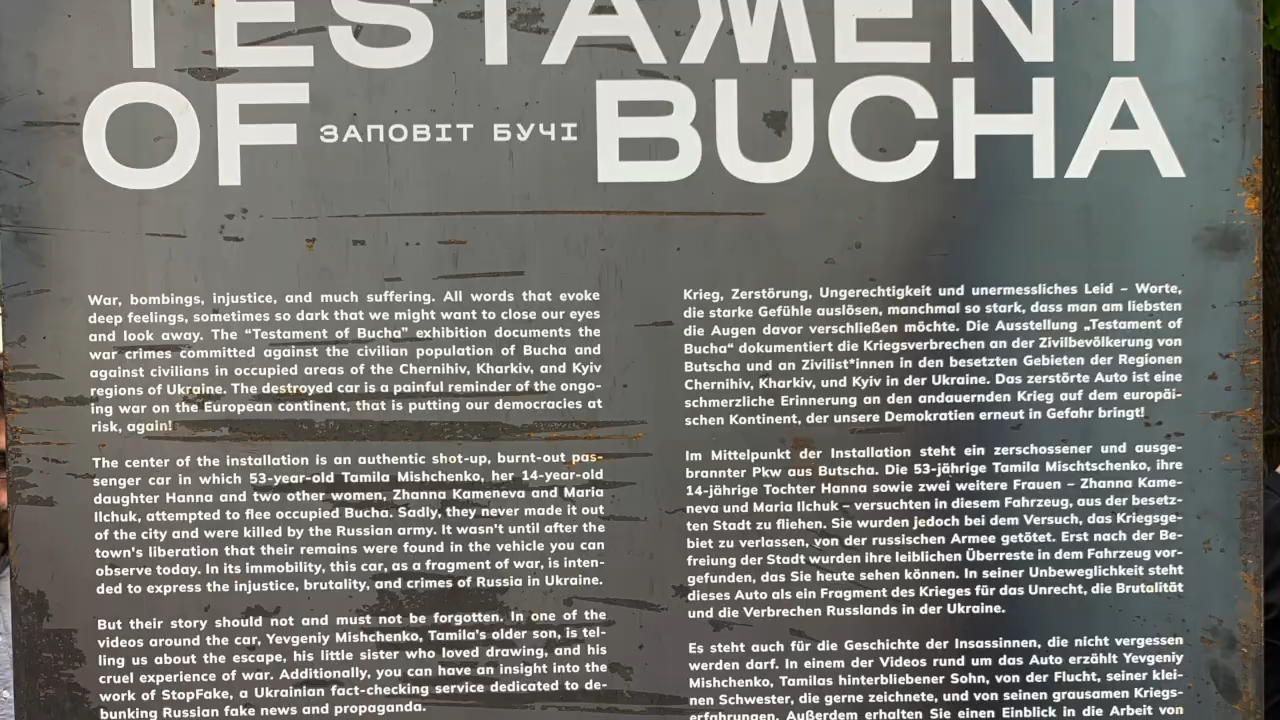 TESTAMENT
OF ЗАПОВІТ БУЧІ BUCHA
War, bombings, injustice, and much suffering. All words that evoke
deep feelings, sometimes so dark that we might want to close our eyes
and look away. The “Testament of Bucha” exhibition documents the
war crimes committed against the civilian population of Bucha and
against civilians in occupied areas of the Chernihiv, Kharkiv, and Kyiv
regions of Ukraine. The destroyed car is a painful reminder of the ongo-
ing war on the European continent, that is putting our democracies at
risk, again!
The center of the installation is an authentic shot-up, burnt-out pas-
senger car in which 53-year-old Tamila Mishchenko, her 14-year-old
daughter Hanna and two other women, Zhanna Kameneva and Maria
Ilchuk, attempted to flee occupied Bucha. Sadly, they never made it out
of the city and were killed by the Russian army. It wasn't until after the
town's liberation that their remains were found in the vehicle you can
observe today. In its immobility, this car, as a fragment of war, is inten-
ded to express the injustice, brutality, and crimes of Russia in Ukraine.
But their story should not and must not be forgotten. In one of the
videos around the car, Yevgeniy Mishchenko, Tamila's older son, is tel-
ling us about the escape, his little sister who loved drawing, and his
cruel experience of war. Additionally, you can have an insight into the
work of StopFake, a Ukrainian fact-checking service dedicated to de-
bunking Russian fake news and propaganda.
Krieg, Zerstörung, Ungerechtigkeit und unermessliches Leid – Worte,
die starke Gefühle auslösen, manchmal so stark, dass man am liebsten
die Augen davor verschließen möchte. Die Ausstellung „Testament of
Bucha“ dokumentiert die Kriegsverbrechen an der Zivilbevölkerung von
Butscha und an Zivilist*innen in den besetzten Gebieten der Regionen
Chernihiv, Kharkiv, und Kyiv in der Ukraine. Das zerstörte Auto ist eine
schmerzliche Erinnerung an den andauernden Krieg auf dem europäi-
schen Kontinent, der unsere Demokratien erneut in Gefahr bringt!
Im Mittelpunkt der Installation steht ein zerschossener und ausge-
brannter Pkw aus Butscha. Die 53-jährige Tamila Mischtschenko, ihre
14-jährige Tochter Hanna sowie zwei weitere Frauen – Zhanna Kame-
neva und Maria Ilchuk – versuchten in diesem Fahrzeug, aus der besetz-
ten Stadt zu fliehen. Sie wurden jedoch bei dem Versuch, das Kriegsge-
biet zu verlassen, von der russischen Armee getötet. Erst nach der Be-
freiung der Stadt wurden ihre leiblichen Überreste in dem Fahrzeug vor-
gefunden, das Sie heute sehen können. In seiner Unbeweglichkeit steht
dieses Auto als ein Fragment des Krieges für das Unrecht, die Brutalität
und die Verbrechen Russlands in der Ukraine.
Es steht auch für die Geschichte der Insassinnen, die nicht vergessen
werden darf. In einem der Videos rund um das Auto erzählt Yevgeniy
Mishchenko, Tamilas hinterbliebener Sohn, von der Flucht, seiner klei-
nen Schwester, die gerne zeichnete, und von seinen grausamen Kriegs-
erfahrungen. Außerdem erhalten Sie einen Einblick in die Arbeit von